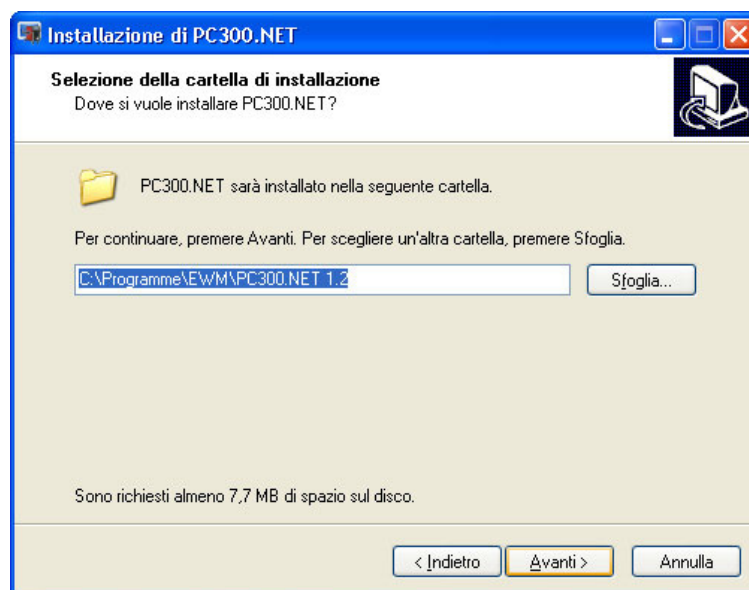 Installazione di PC300.NET
Selezione della cartella di installazione
Dove si vuole installare PC300.NET?
PC300.NET sarà installato nella seguente cartella.
Per continuare, premere Avanti. Per scegliere un'altra cartella, premere Sfoglia.
C:\Programme\EWM\PC300.NET 1.2
Sfoglia...
Sono richiesti almeno 7,7 MB di spazio sul disco.
< Indietro Avanti > Annulla